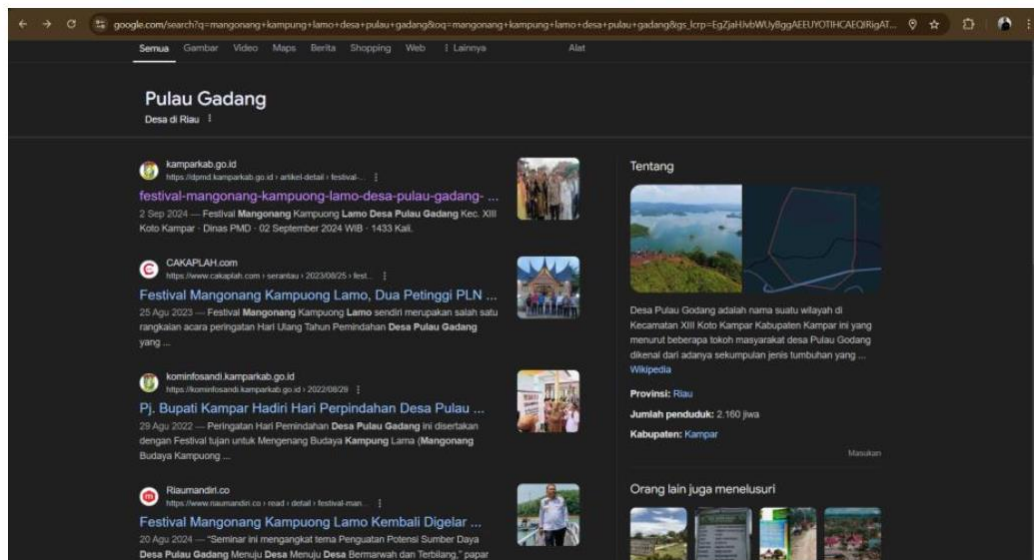 google.com/search?q=mangonang+kampung+lamo+desa+pulau+gadang&oq=mangonang+kampung+lamo+desa+pulau+gadang&gs_lcrp=
Semua Gambar Video Maps Berita Shopping Web Lainnya Alat
Pulau Gadang
Desa di Riau
kamparkab.go.id
https://dpmd.kamparkab.go.id › artikel-detail › festival-...
festival-mangonang-kampuong-lamo-desa-pulau-gadang- ...
2 Sep 2024 — Festival Mangonang Kampuong Lamo Desa Pulau Gadang Kec. XIII
Koto Kampar · Dinas PMD · 02 September 2024 WIB · 1433 Kali.
CAKAPLAH.com
https://www.cakaplah.com › serantau › 2023/08/25 › fest...
Festival Mangonang Kampuong Lamo, Dua Petinggi PLN ...
25 Agu 2023 — Festival Mangonang Kampuong Lamo sendiri merupakan salah satu
rangkaian acara peringatan Hari Ulang Tahun Pemindahan Desa Pulau Gadang
yang ...
kominfosandi.kamparkab.go.id
https://kominfosandi.kamparkab.go.id › 2022/08/29
Pj. Bupati Kampar Hadiri Hari Perpindahan Desa Pulau ...
29 Agu 2022 — Peringatan Hari Pemindahan Desa Pulau Gadang ini disertakan
dengan Festival tujan untuk Mengenang Budaya Kampung Lama (Mangonang
Budaya Kampuong ...
Riaumandiri.co
https://www.riaumandiri.co › read › detail › festival-man...
Festival Mangonang Kampuong Lamo Kembali Digelar ...
20 Agu 2024 — "Seminar ini mengangkat tema Penguatan Potensi Sumber Daya
Desa Pulau Gadang Menuju Desa Menuju Desa Bermarwah dan Terbilang," papar
Tentang
Desa Pulau Godang adalah nama suatu wilayah di
Kecamatan XIII Koto Kampar Kabupaten Kampar ini yang
menurut beberapa tokoh masyarakat desa Pulau Godang
dikenal dari adanya sekumpulan jenis tumbuhan yang ...
Wikipedia
Provinsi: Riau
Jumlah penduduk: 2.160 jiwa
Kabupaten: Kampar
Masukan
Orang lain juga menelusuri